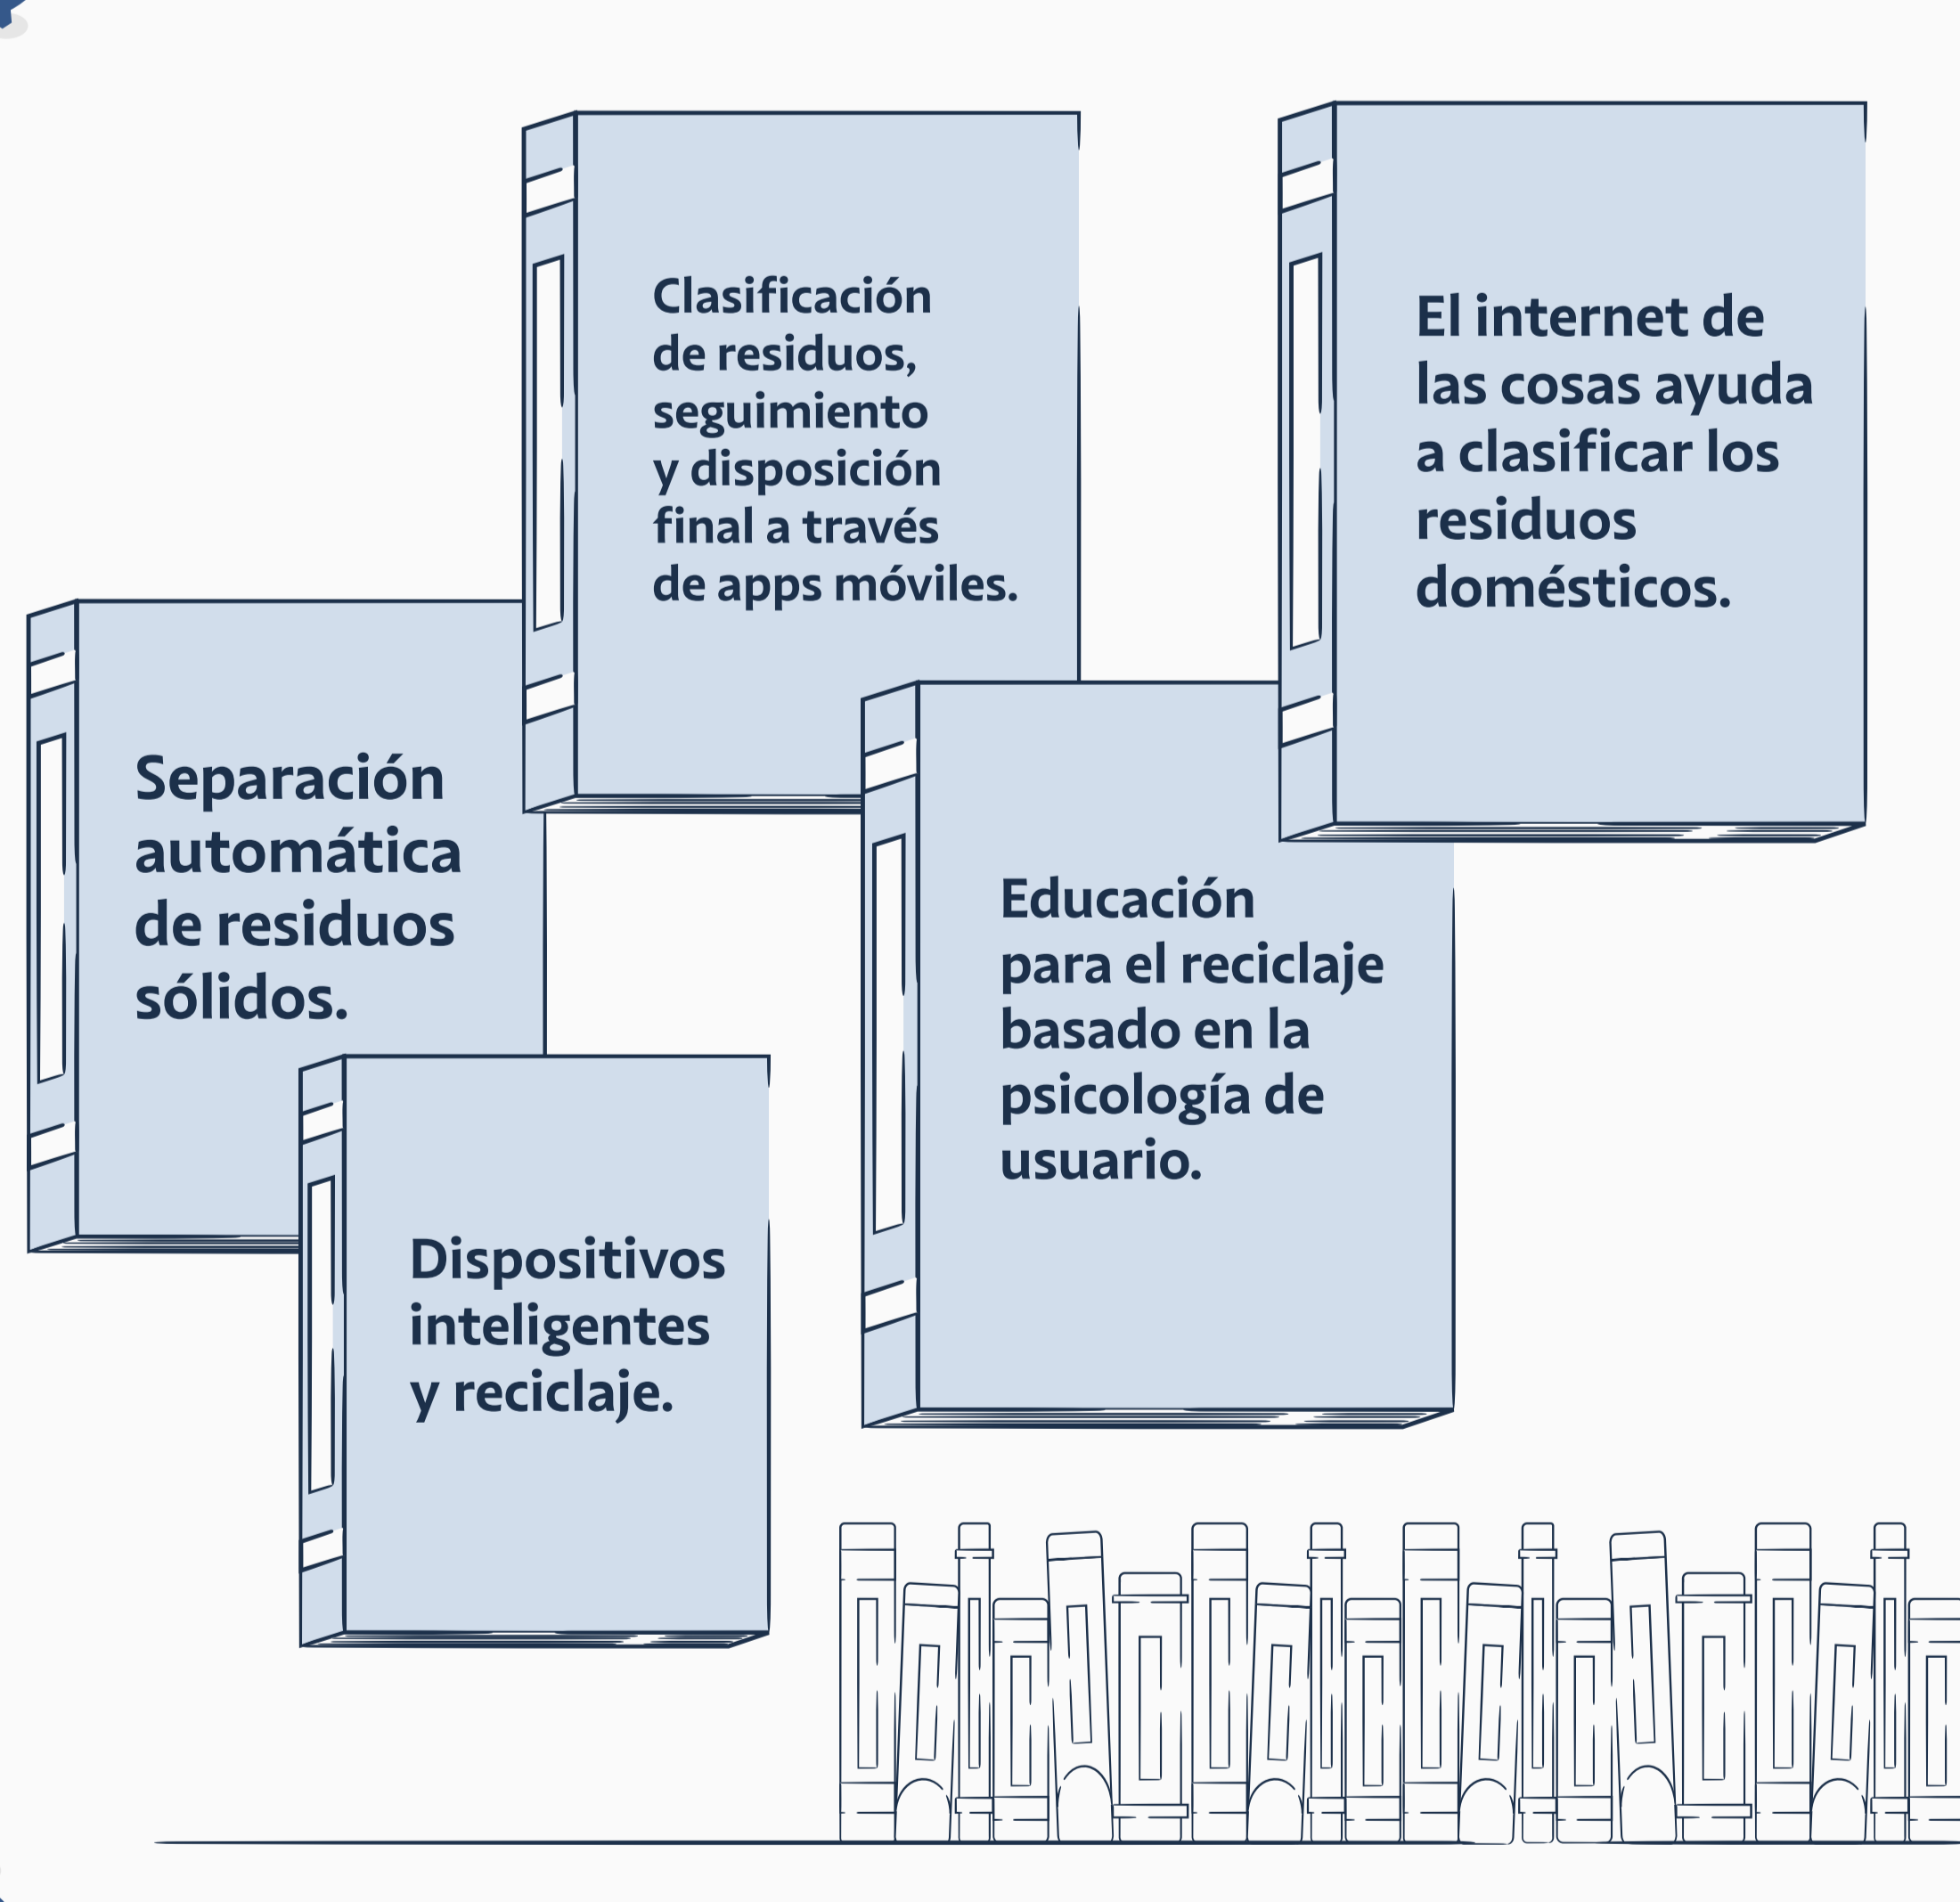 Clasificación
de residuos,
seguimiento
y disposición
final a través
de apps móviles.
El internet de
las cosas ayuda
a clasificar los
residuos
domésticos.
Separación
automática
de residuos
sólidos.
Educación
para el reciclaje
basado en la
psicología de
usuario.
Dispositivos
inteligentes
y reciclaje.